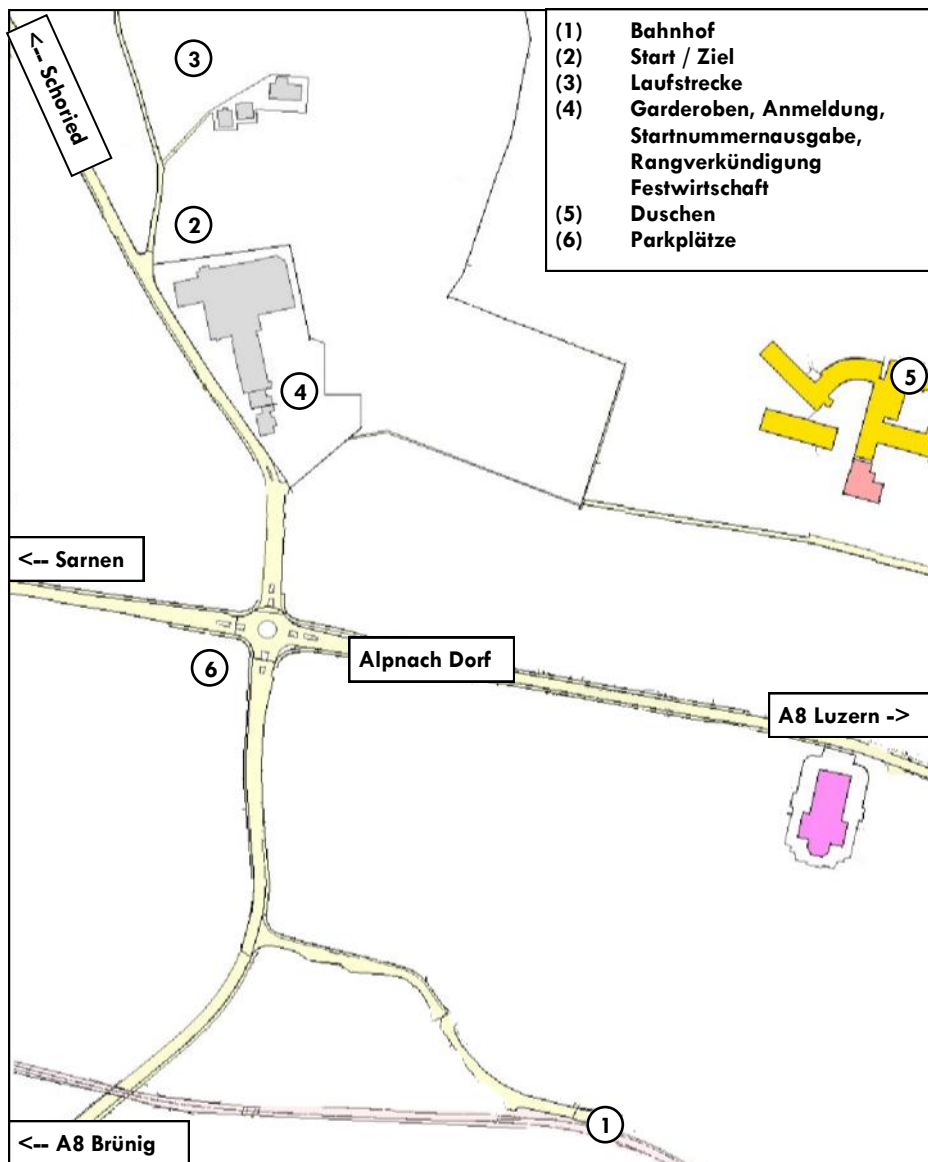 <-- Schoried
(3)
(1) Bahnhof
(2) Start / Ziel
(3) Laufstrecke
(4) Garderoben, Anmeldung,
Startnummernausgabe,
Rangverkündigung
Festwirtschaft
(5) Duschen
(6) Parkplätze
2
5
4
<-- Sarnen
6
Alpnach Dorf
A8 Luzern ->
1
<-- A8 Brünig